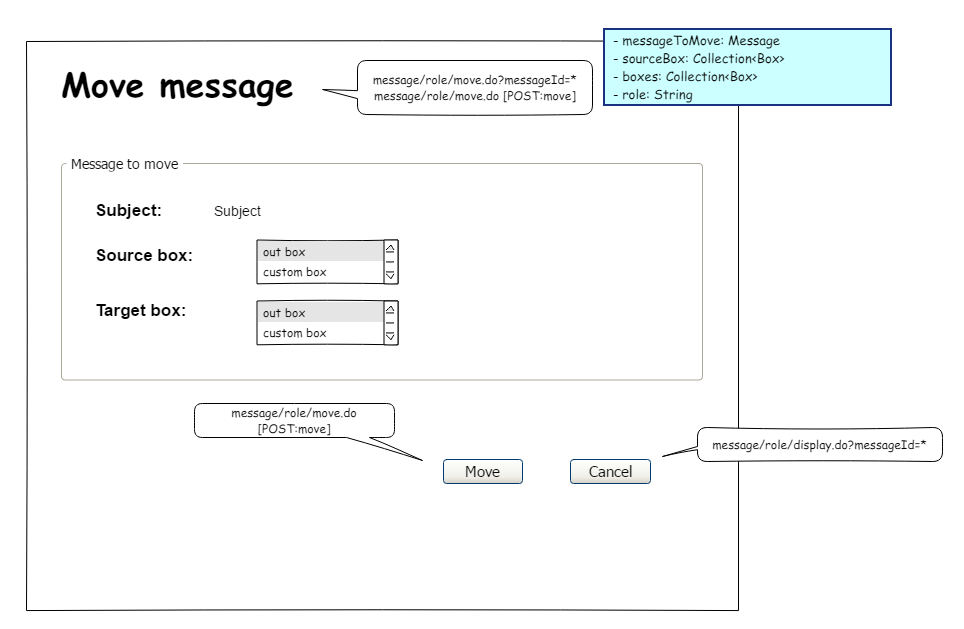 - messageToMove: Message
- sourceBox: Collection<Box>
- boxes: Collection<Box>
- role: String
Move message
message/role/move.do?messageId=*
message/role/move.do [POST:move]
Message to move
Subject: Subject
Source box:
out box
custom box
Target box:
out box
custom box
message/role/move.do
[POST:move]
message/role/display.do?messageId=*
Move
Cancel